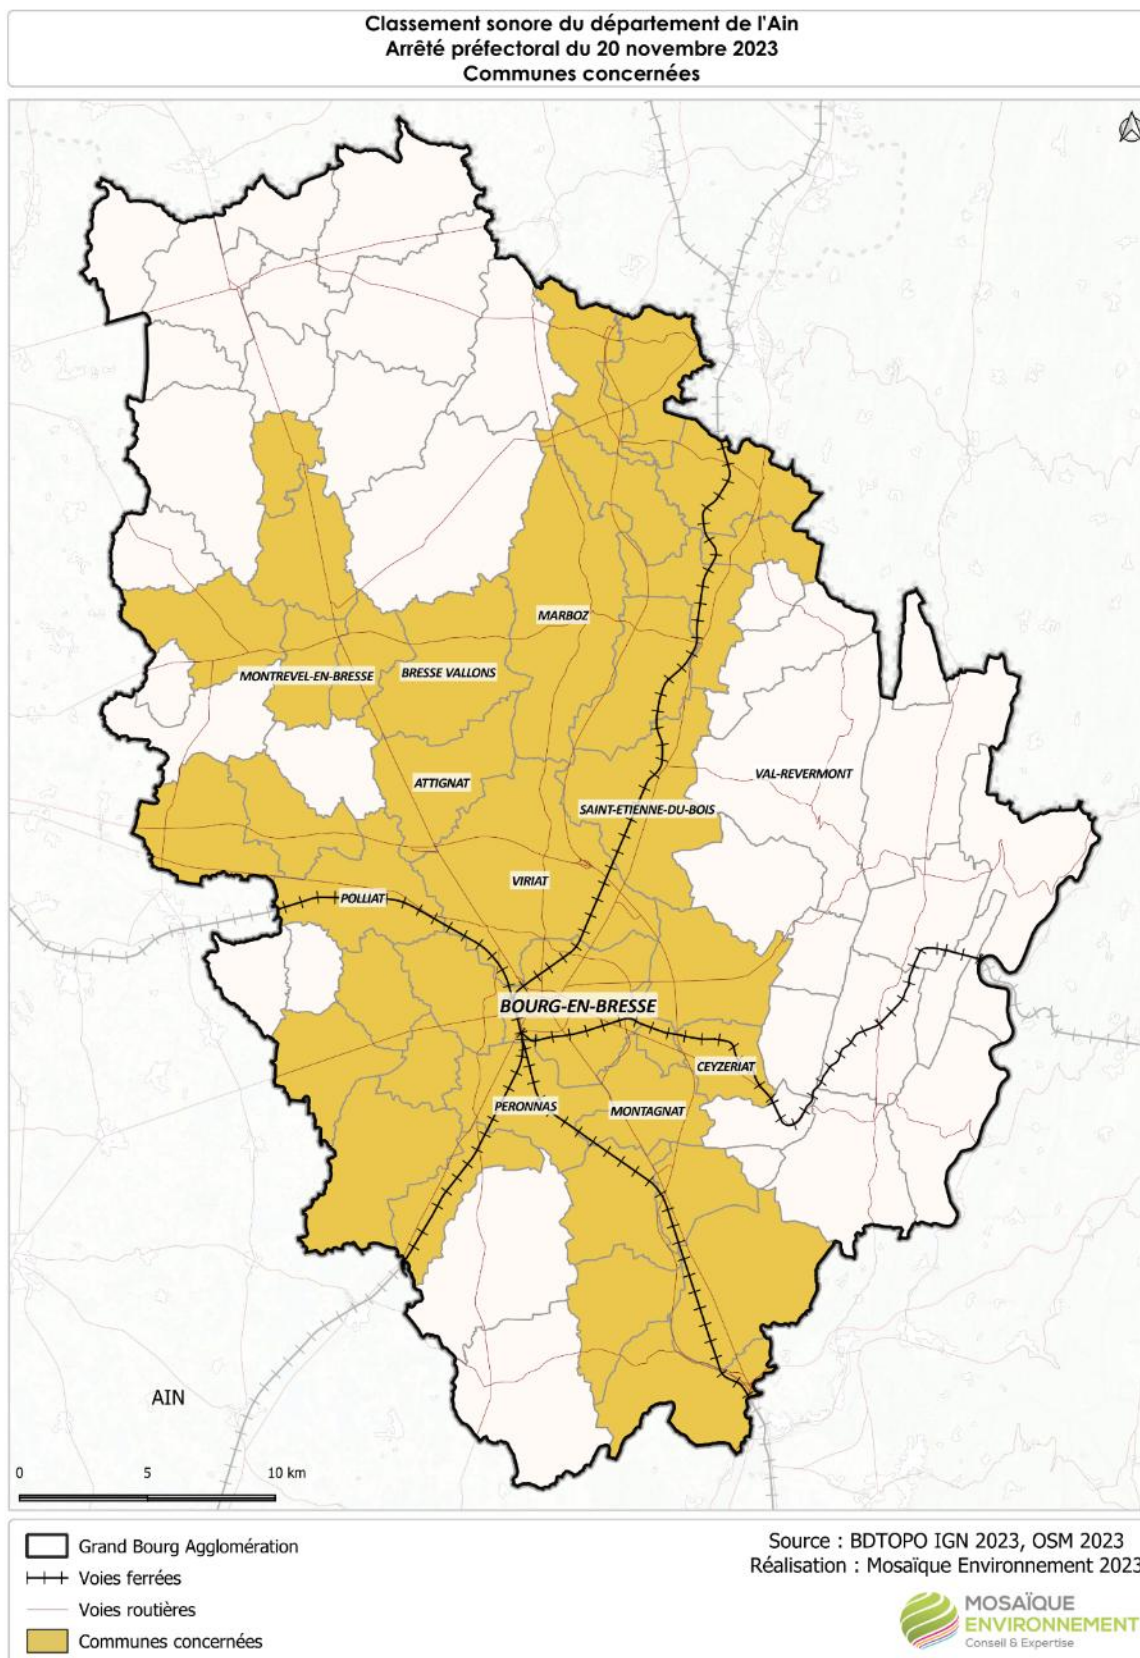 Classement sonore du département de l'Ain
Arrêté préfectoral du 20 novembre 2023
Communes concernées
MARBOZ
MONTREVEL-EN-BRESSE
BRESSE VALLONS
ATTIGNAT
VAL-REVERMONT
SAINT-ETIENNE-DU-BOIS
VIRIAT
POLLIAT
BOURG-EN-BRESSE
CEYZERIAT
PERONNAS
MONTAGNAT
AIN
0 5 10 km
Grand Bourg Agglomération
Voies ferrées
Voies routières
Communes concernées
Source : BDTOPO IGN 2023, OSM 2023
Réalisation : Mosaïque Environnement 2023
MOSAÏQUE
ENVIRONNEMENT
Conseil & Expertise